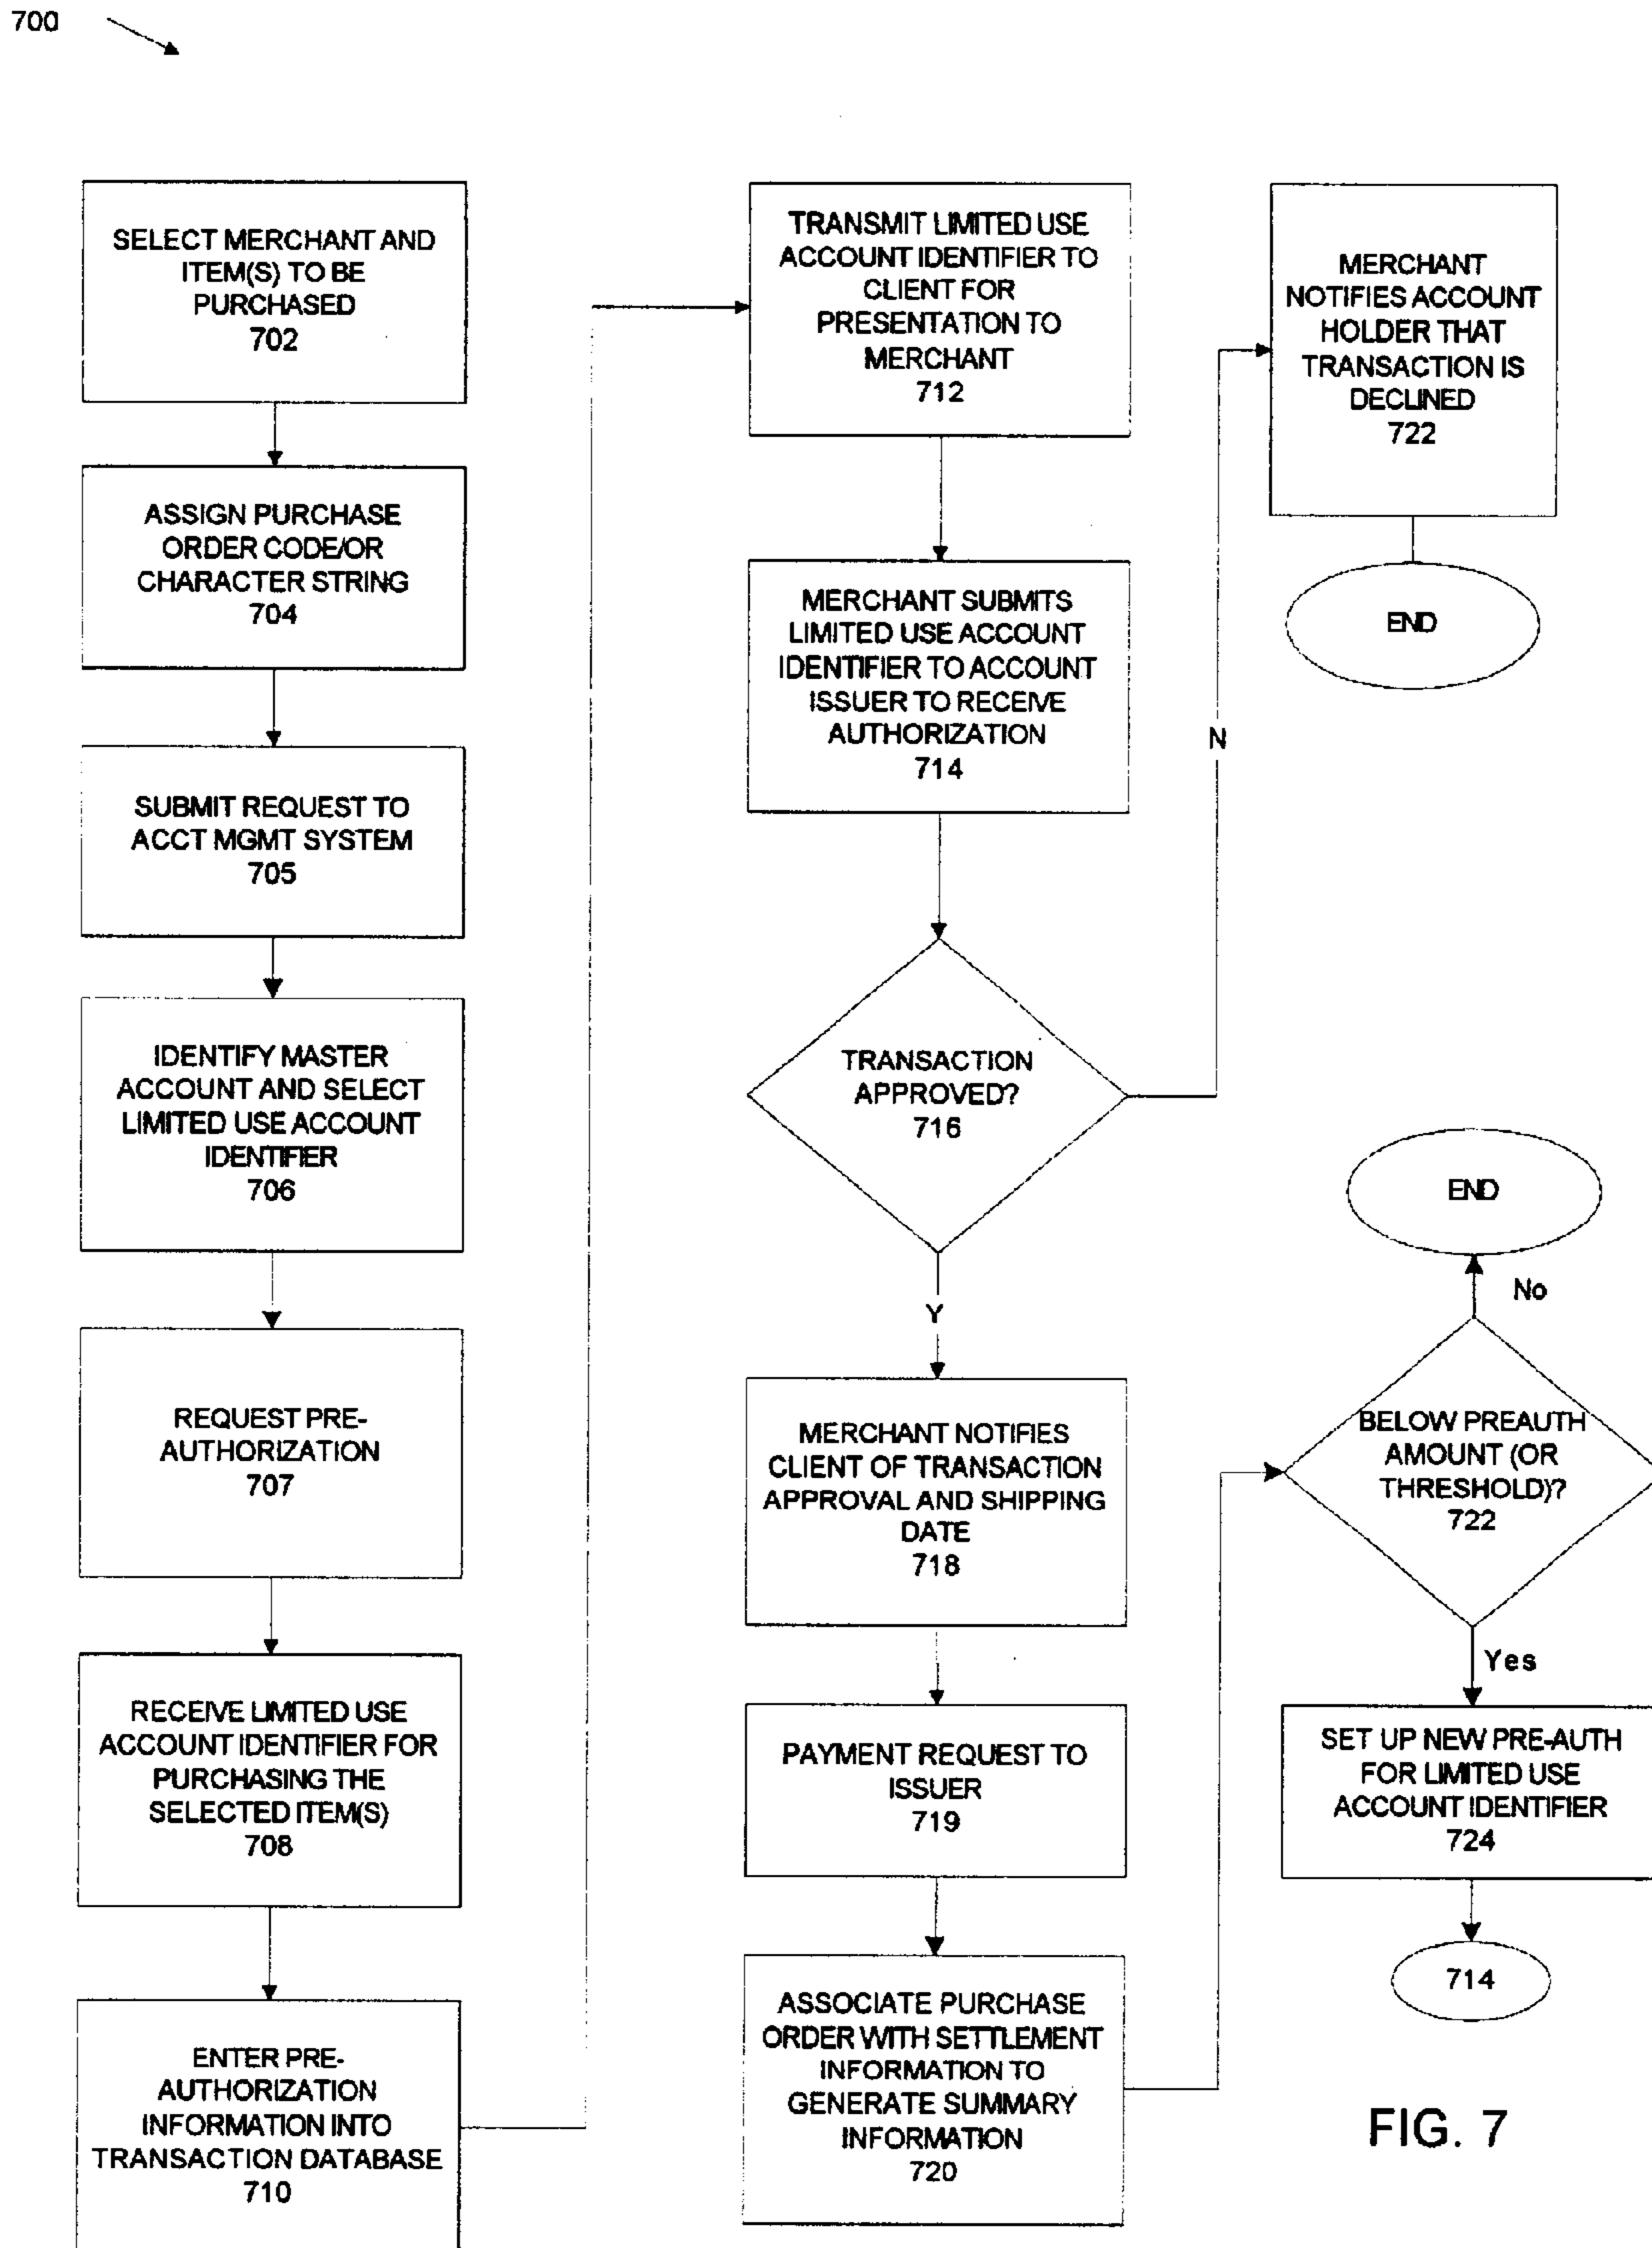 700
SELECT MERCHANT AND
ITEM(S) TO BE
PURCHASED
702
ASSIGN PURCHASE
ORDER CODE/OR
CHARACTER STRING
704
SUBMIT REQUEST TO
ACCT MGMT SYSTEM
705
IDENTIFY MASTER
ACCOUNT AND SELECT
LIMITED USE ACCOUNT
IDENTIFIER
706
REQUEST PRE-
AUTHORIZATION
707
RECEIVE LIMITED USE
ACCOUNT IDENTIFIER FOR
PURCHASING THE
SELECTED ITEM(S)
708
ENTER PRE-
AUTHORIZATION
INFORMATION INTO
TRANSACTION DATABASE
710
TRANSMIT LIMITED USE
ACCOUNT IDENTIFIER TO
CLIENT FOR
PRESENTATION TO
MERCHANT
712
MERCHANT SUBMITS
LIMITED USE ACCOUNT
IDENTIFIER TO ACCOUNT
ISSUER TO RECEIVE
AUTHORIZATION
714
TRANSACTION
APPROVED?
716
N
Y
MERCHANT NOTIFIES
CLIENT OF TRANSACTION
APPROVAL AND SHIPPING
DATE
718
PAYMENT REQUEST TO
ISSUER
719
ASSOCIATE PURCHASE
ORDER WITH SETTLEMENT
INFORMATION TO
GENERATE SUMMARY
INFORMATION
720
MERCHANT
NOTIFIES ACCOUNT
HOLDER THAT
TRANSACTION IS
DECLINED
722
END
END
No
BELOW PREAUTH
AMOUNT (OR
THRESHOLD)?
722
Yes
SET UP NEW PRE-AUTH
FOR LIMITED USE
ACCOUNT IDENTIFIER
724
714
FIG. 7